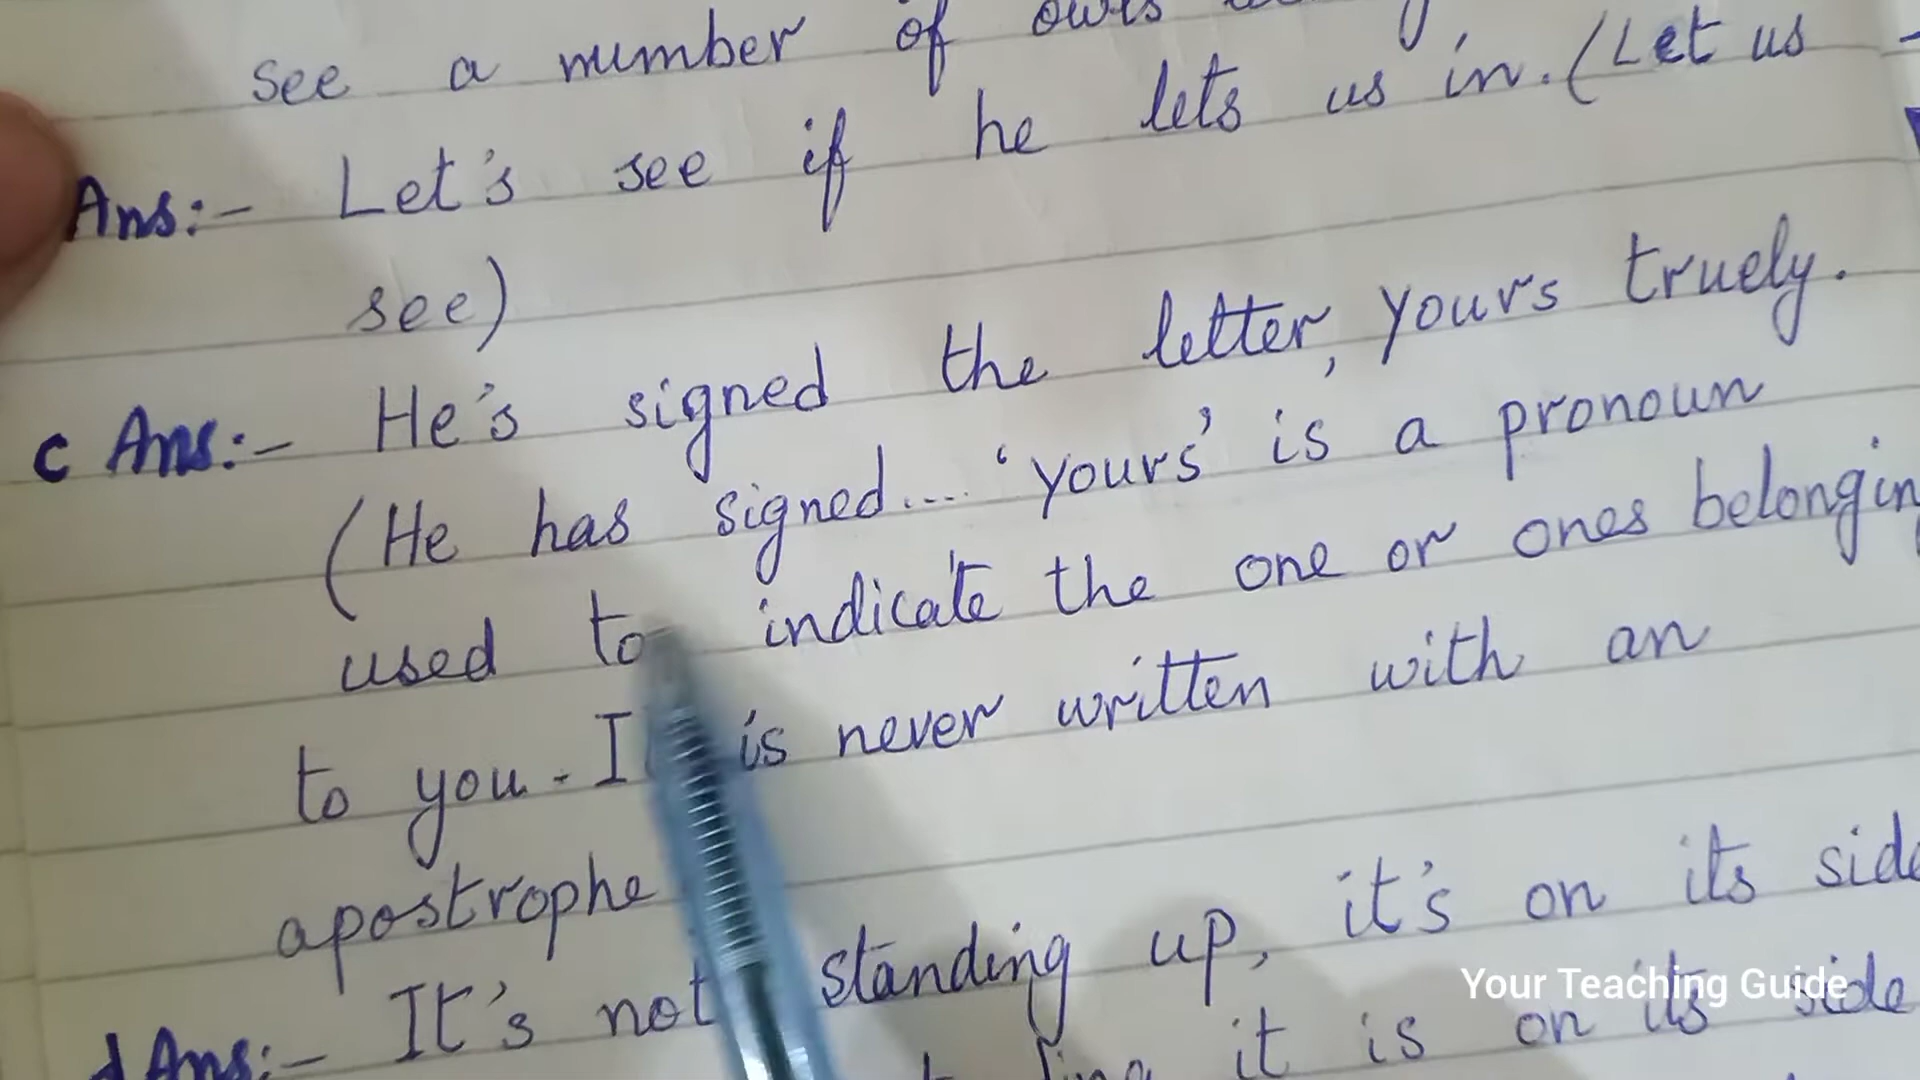 see a number of owls
Ans:- Let's see if he lets us in. (Let us
see)
c Ans:- He's signed the letter, yours truely.
(He has signed.... 'yours' is a pronoun
used to indicate the one or ones belongin
to you. I is never written with an
apostrophe
d Ans:- It's not standing up, it's on its side
it is on its side
Your Teaching Guide